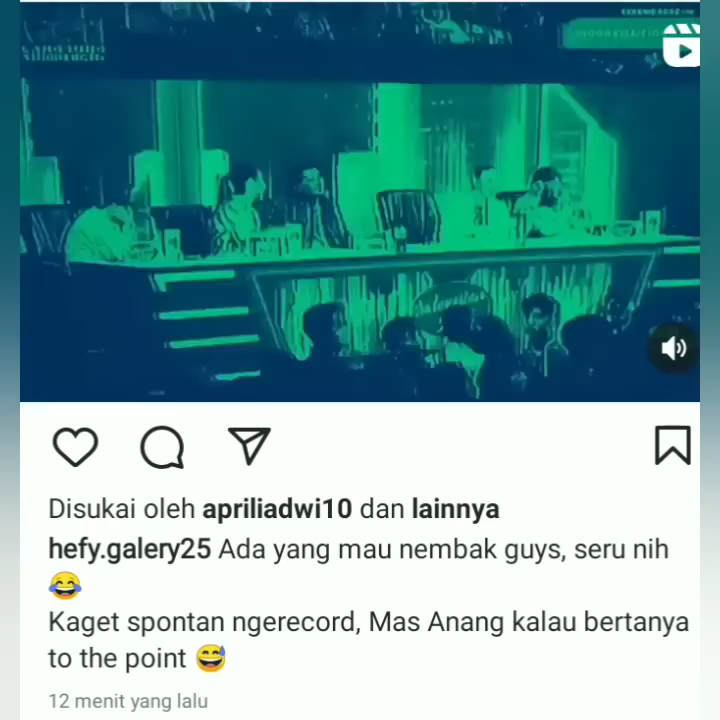 Disukai oleh apriliadwi10 dan lainnya
hefy.galery25 Ada yang mau nembak guys, seru nih
😂
Kaget spontan ngerecord, Mas Anang kalau bertanya
to the point 😅
12 menit yang lalu